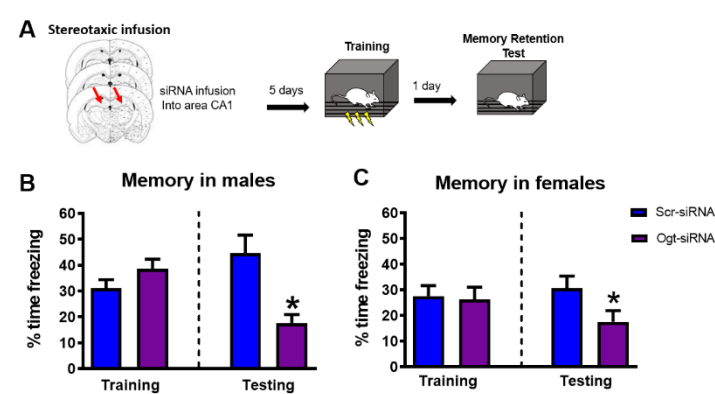 A
Stereotaxic infusion
siRNA infusion
Into area CA1
5 days
Training
1 day
Memory Retention
Test
B
Memory in males
% time freezing
60
50
40
30
20
10
0
*
Training
Testing
C
Memory in females
% time freezing
60
50
40
30
20
10
0
*
Training
Testing
Scr-siRNA
Ogt-siRNA